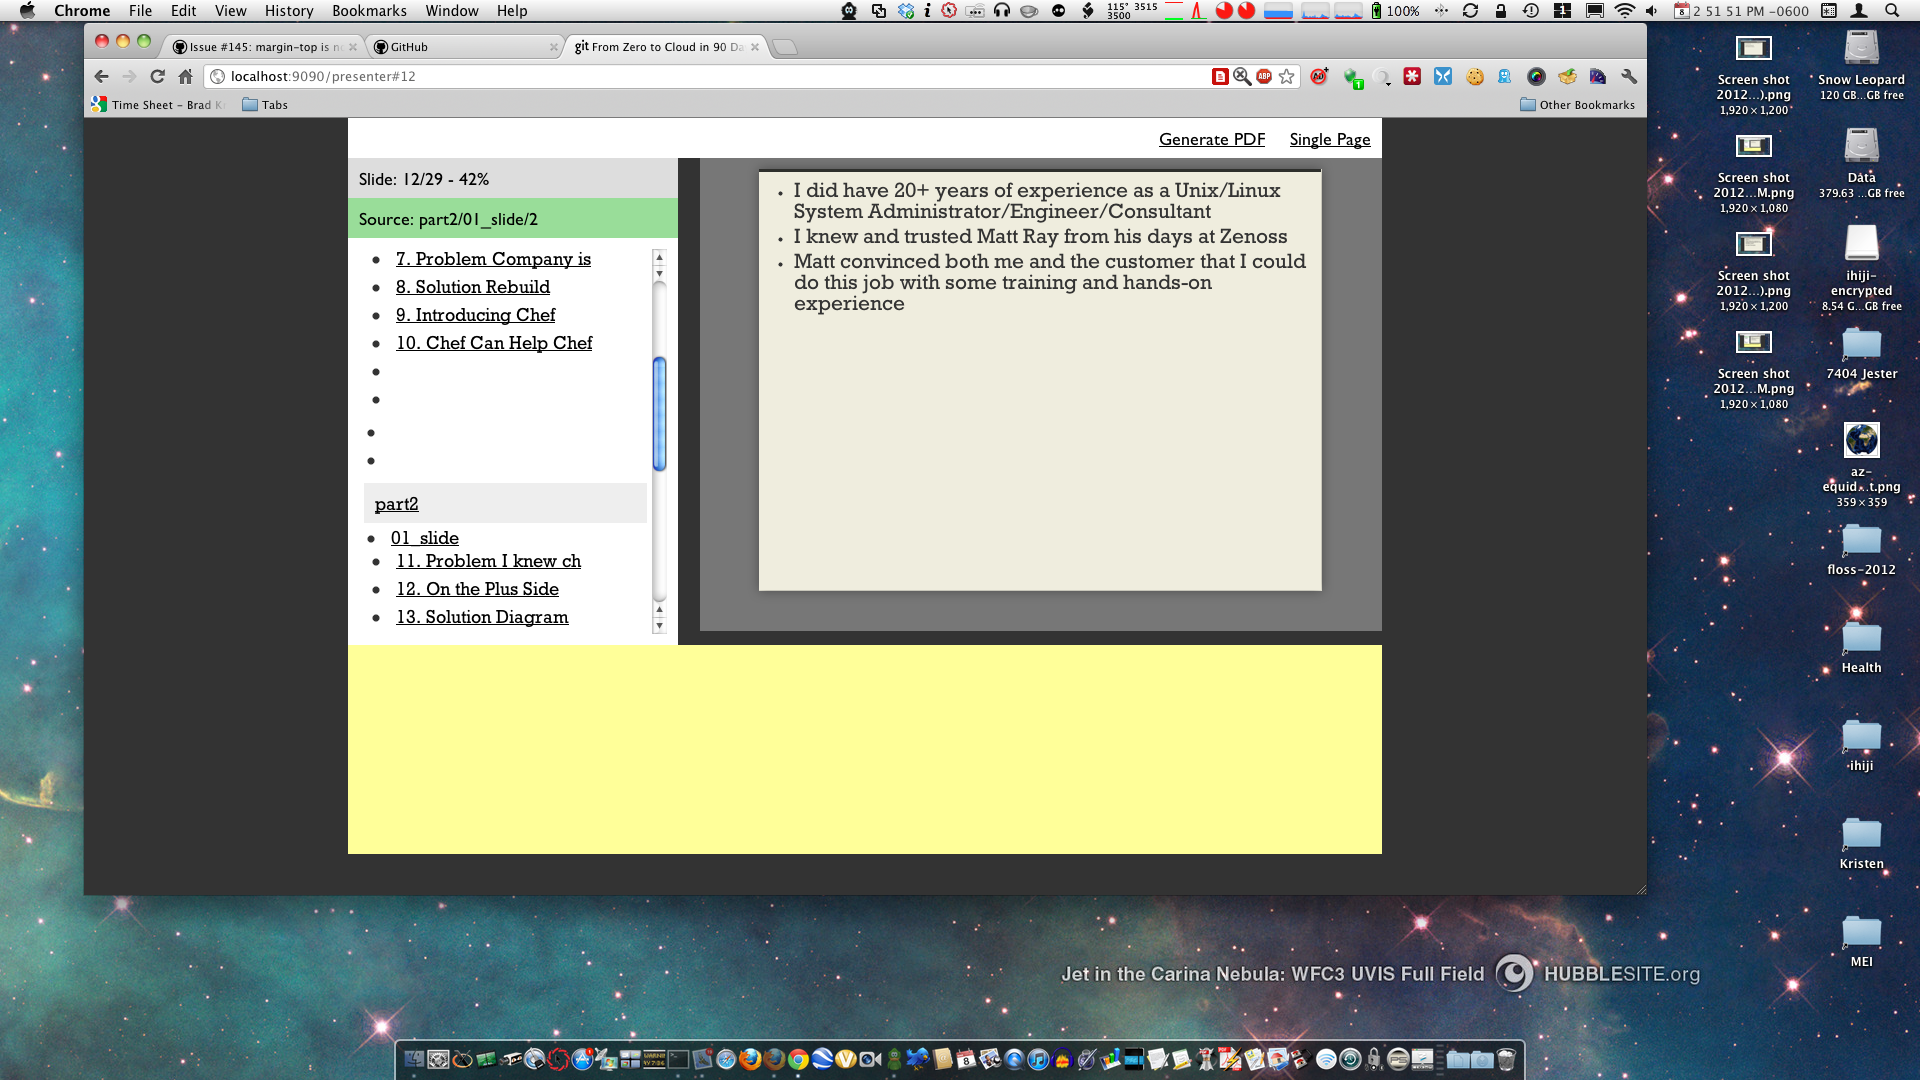 Chrome File Edit View History Bookmarks Window Help
115° 3515
3500
100%
2 51 51 PM -0600
Issue #145: margin-top is n
GitHub
git From Zero to Cloud in 90 Da
localhost:9090/presenter#12
Time Sheet – Brad K
Tabs
Other Bookmarks
Generate PDF Single Page
Slide: 12/29 - 42%
Source: part2/01_slide/2
7. Problem Company is
8. Solution Rebuild
9. Introducing Chef
10. Chef Can Help Chef
part2
01_slide
11. Problem I knew ch
12. On the Plus Side
13. Solution Diagram
• I did have 20+ years of experience as a Unix/Linux
System Administrator/Engineer/Consultant
• I knew and trusted Matt Ray from his days at Zenoss
• Matt convinced both me and the customer that I could
do this job with some training and hands-on
experience
Screen shot
2012...).png
1,920 × 1,200
Screen shot
2012...M.png
1,920 × 1,080
Screen shot
2012...).png
1,920 × 1,200
Screen shot
2012...M.png
1,920 × 1,080
Snow Leopard
120 GB...GB free
Data
379.63 ...GB free
ihiji-
encrypted
8.54 G...GB free
7404 Jester
az-
equid...t.png
359 × 359
floss-2012
Health
ihiji
Kristen
MEI
Jet in the Carina Nebula: WFC3 UVIS Full Field HUBBLESITE.org